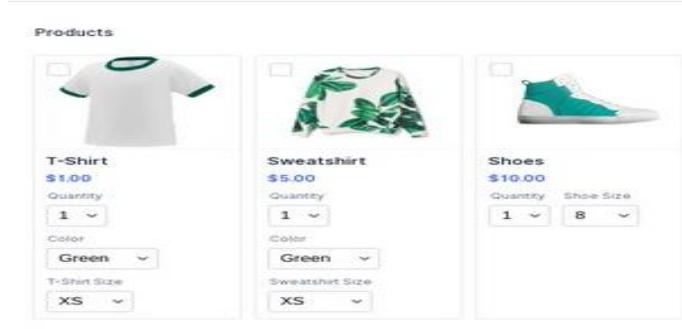 Products
T-Shirt
$1.00
Quantity
1
Color
Green
T-Shirt Size
XS
Sweatshirt
$5.00
Quantity
1
Color
Green
Sweatshirt Size
XS
Shoes
$10.00
Quantity Shoe Size
1 8